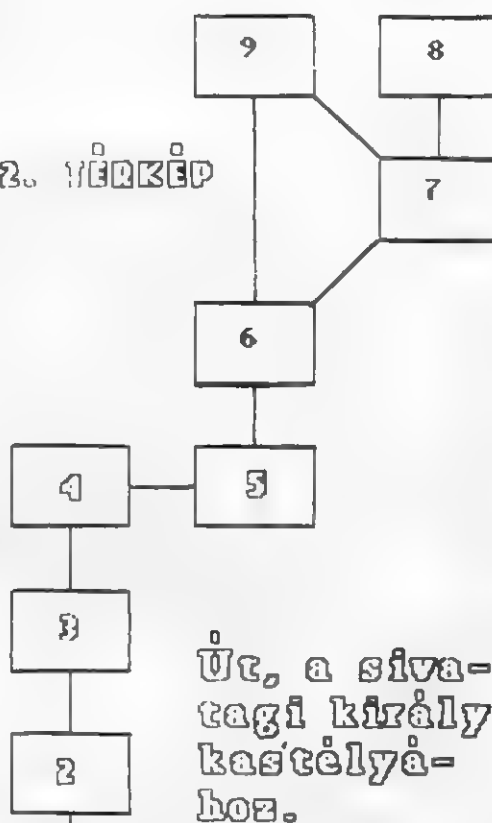 9
8
2. TÉRKÉP
7
6
4
5
3
Út, a siva-
tagi király
2
kastélyá-
hoz.